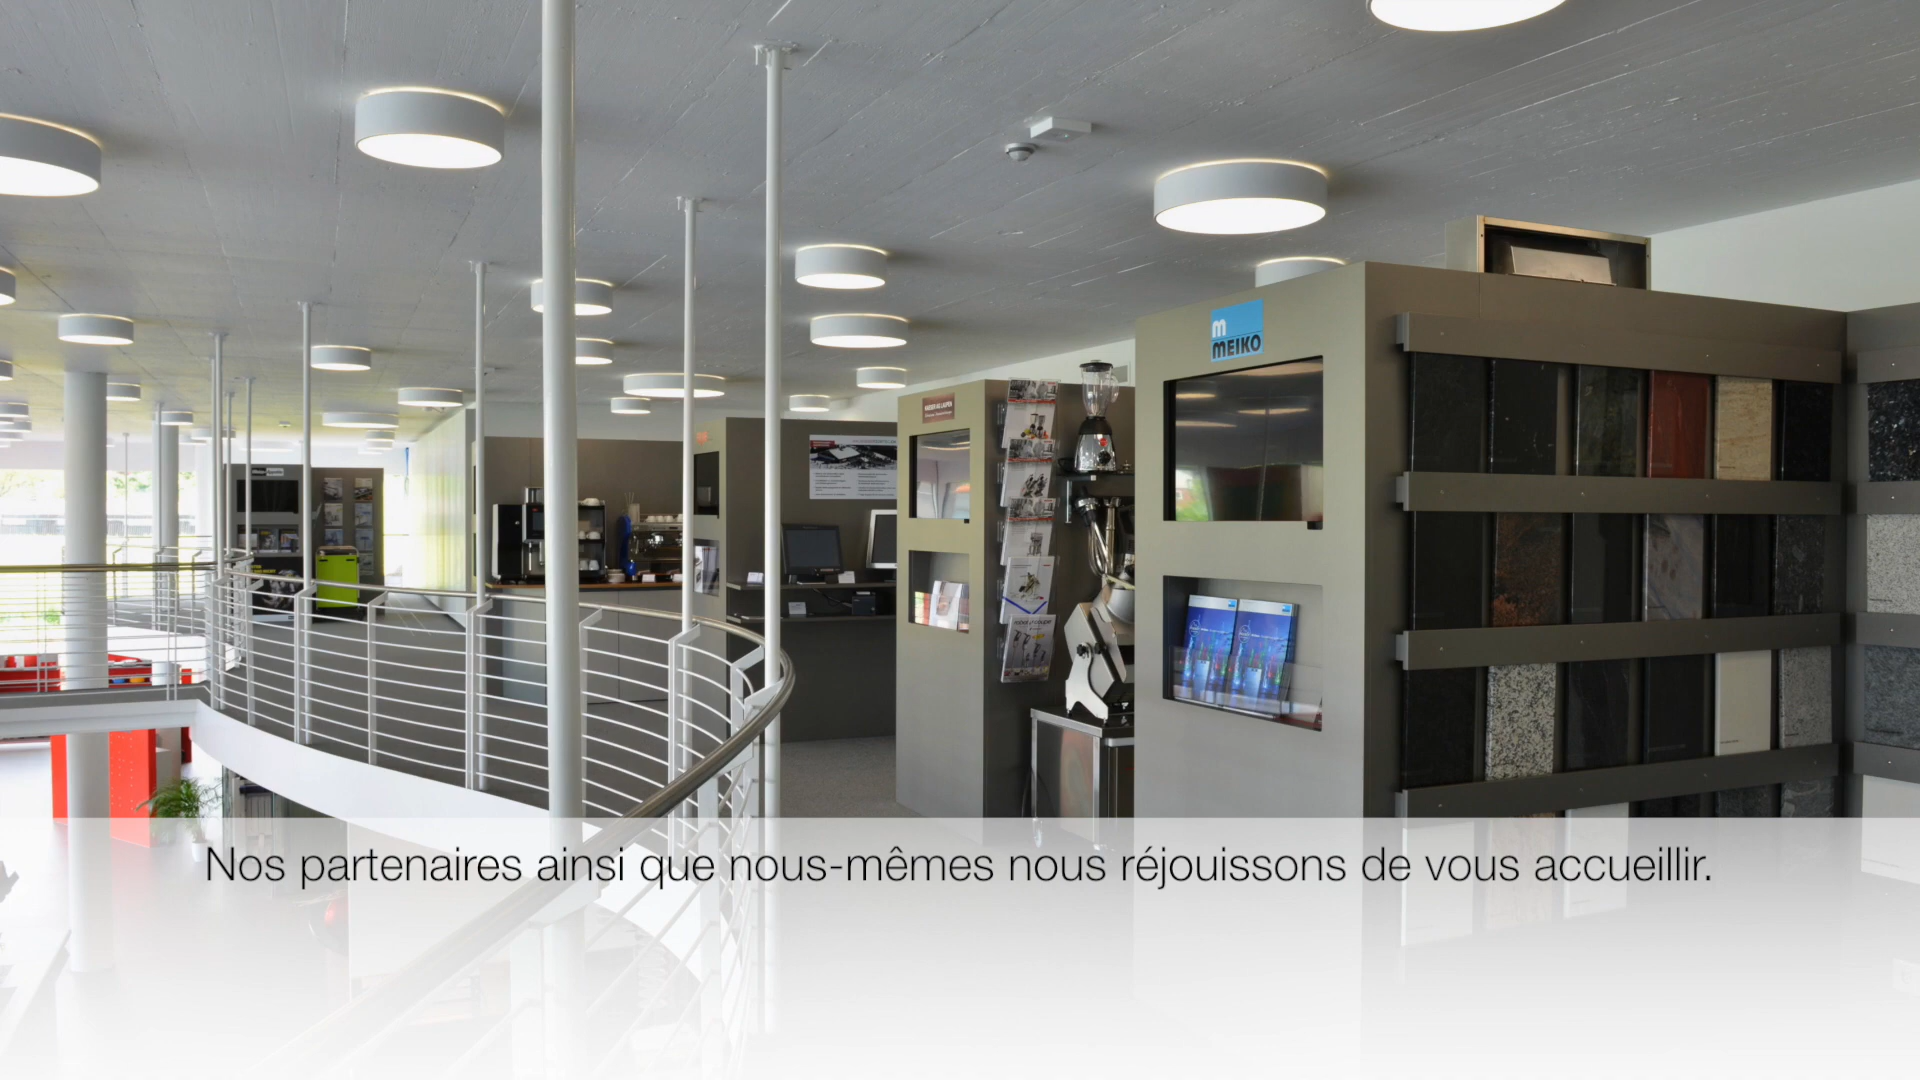 m
MEIKO
Nos partenaires ainsi que nous-mêmes nous réjouissons de vous accueillir.